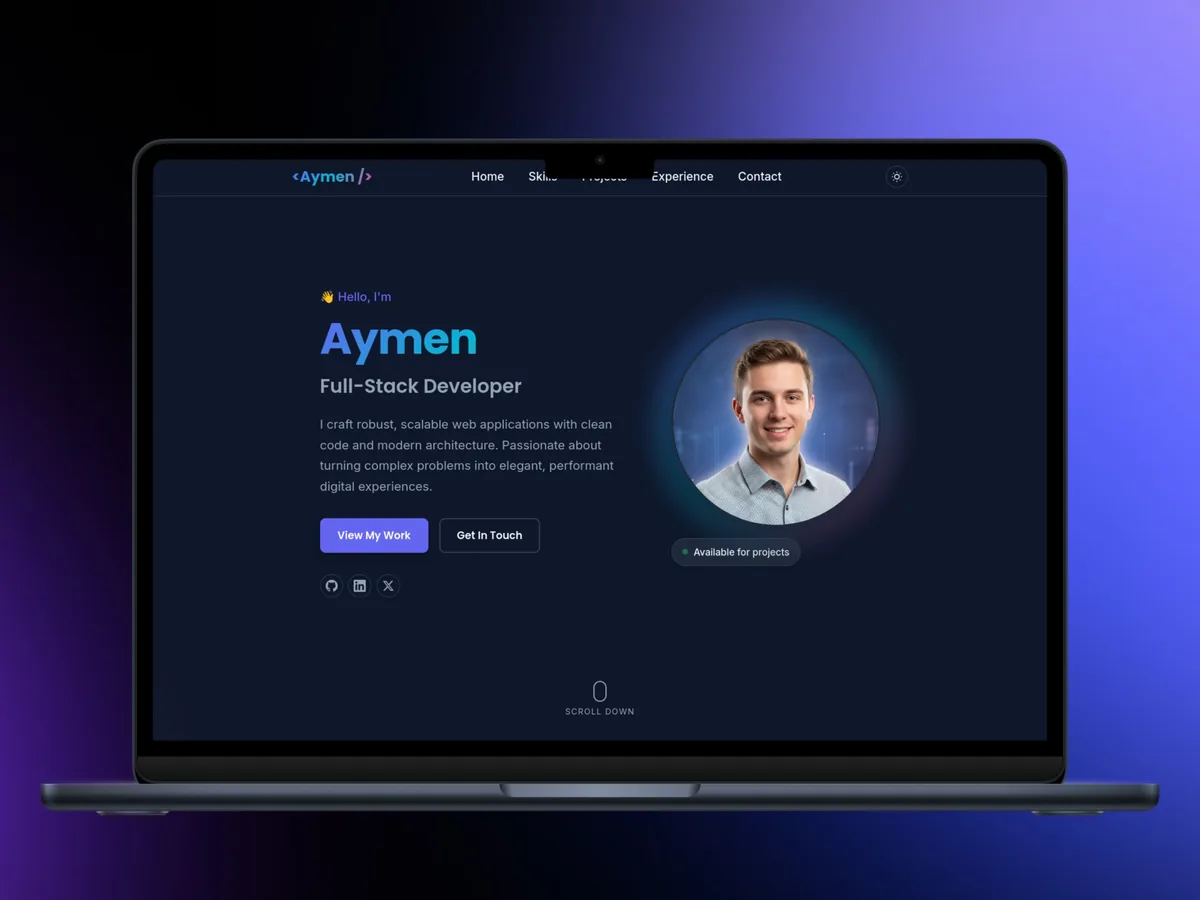 <Aymen />
Home Skills Projects Experience Contact
👋 Hello, I'm
Aymen
Full-Stack Developer
I craft robust, scalable web applications with clean
code and modern architecture. Passionate about
turning complex problems into elegant, performant
digital experiences.
View My Work Get In Touch
Available for projects
SCROLL DOWN